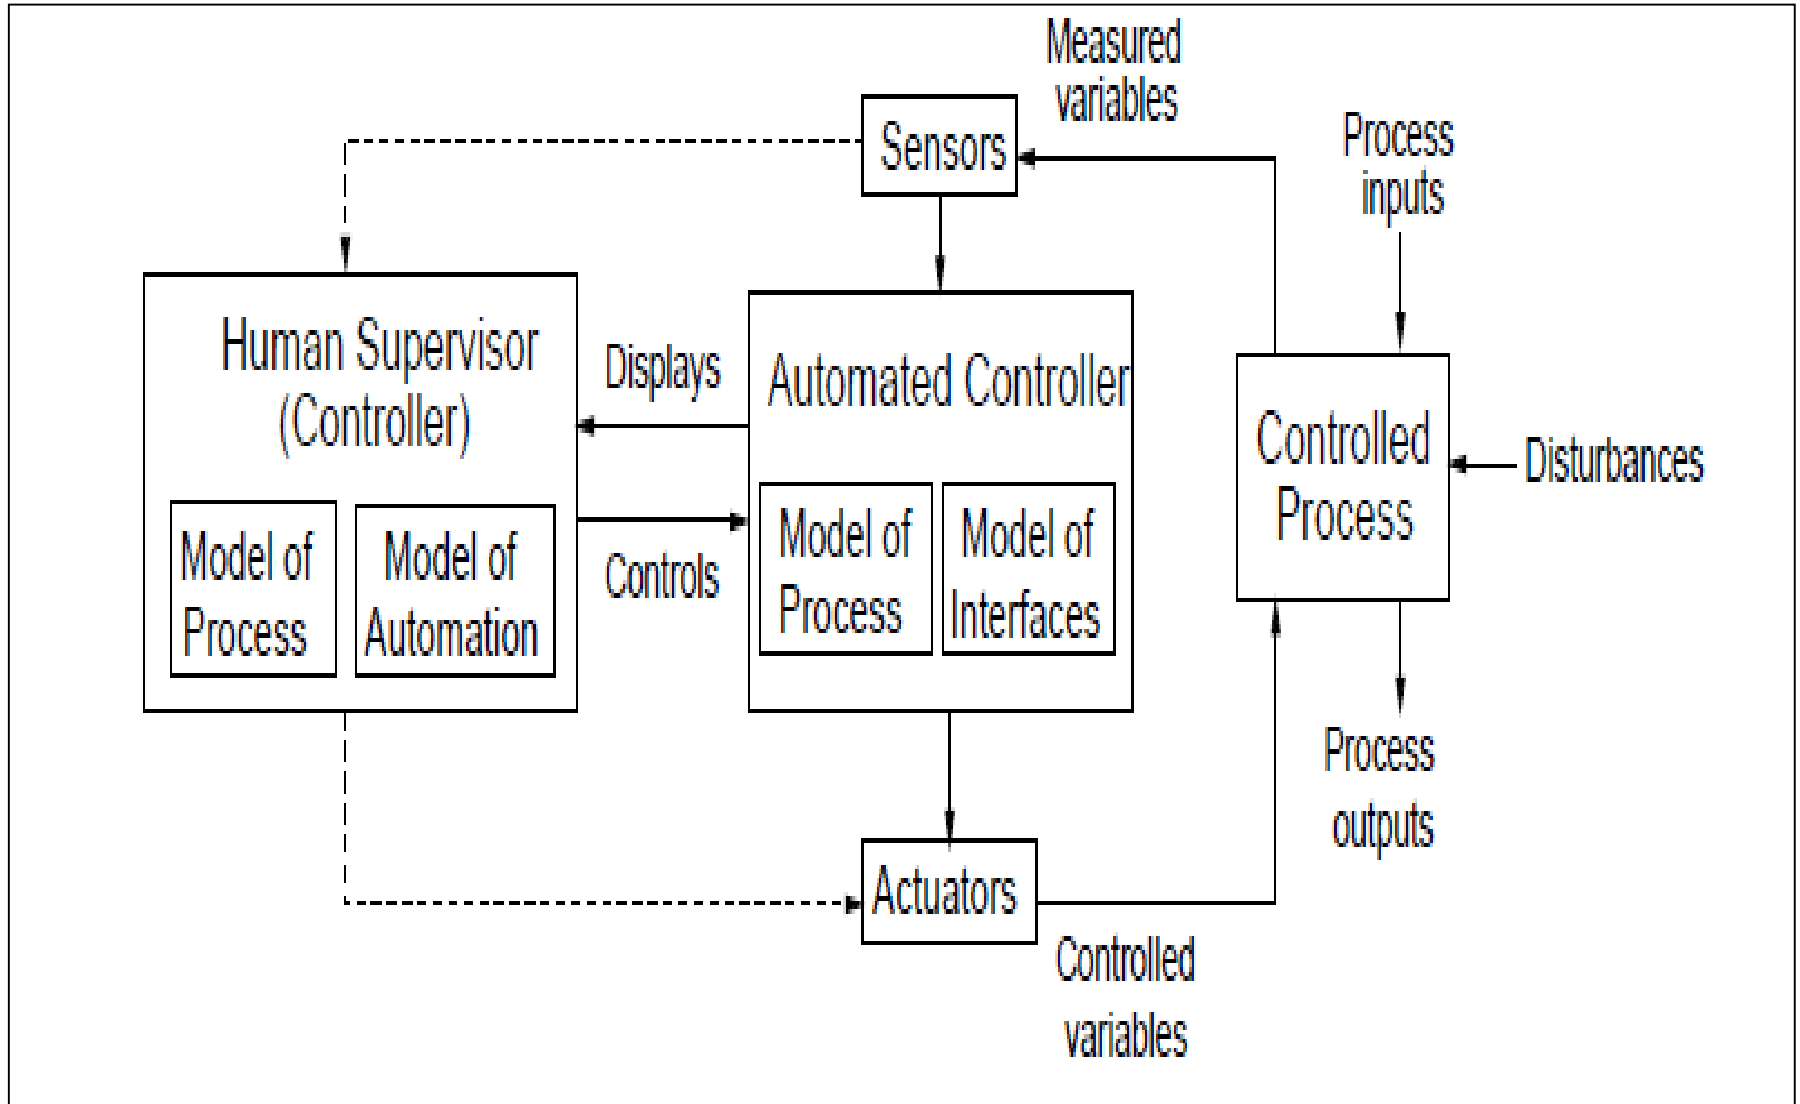 Measured
variables
Sensors
Process
inputs
Human Supervisor
(Controller)
Displays
Automated Controller
Controlled
Process
Disturbances
Model of
Process
Model of
Automation
Controls
Model of
Process
Model of
Interfaces
Process
outputs
Actuators
Controlled
variables